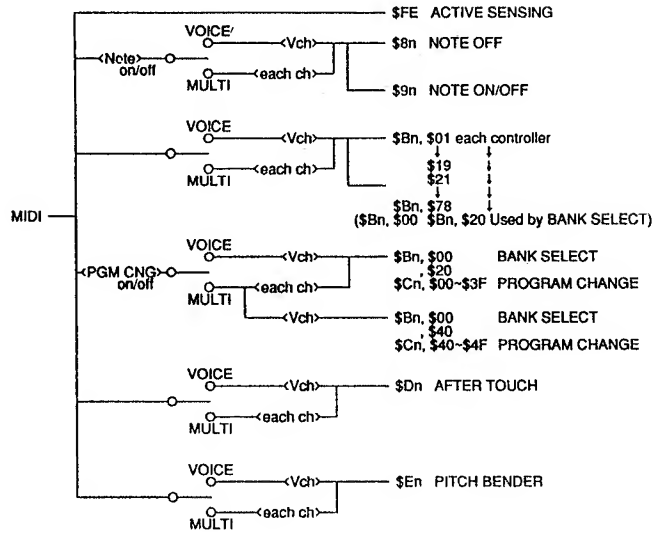 $FE ACTIVE SENSING
VOICE <Vch> $8n NOTE OFF
<Note> on/off
MULTI <each ch>
$9n NOTE ON/OFF
VOICE <Vch> $Bn, $01 each controller
MULTI <each ch>
$19
$21
$Bn, $78
MIDI
($Bn, $00 $Bn, $20 Used by BANK SELECT)
VOICE <Vch> $Bn, $00 BANK SELECT
, $20
<PGM CNG> on/off
MULTI <each ch> $Cn, $00~$3F PROGRAM CHANGE
<Vch> $Bn, $00 BANK SELECT
, $40
$Cn, $40~$4F PROGRAM CHANGE
VOICE <Vch> $Dn AFTER TOUCH
MULTI <each ch>
VOICE <Vch> $En PITCH BENDER
MULTI <each ch>